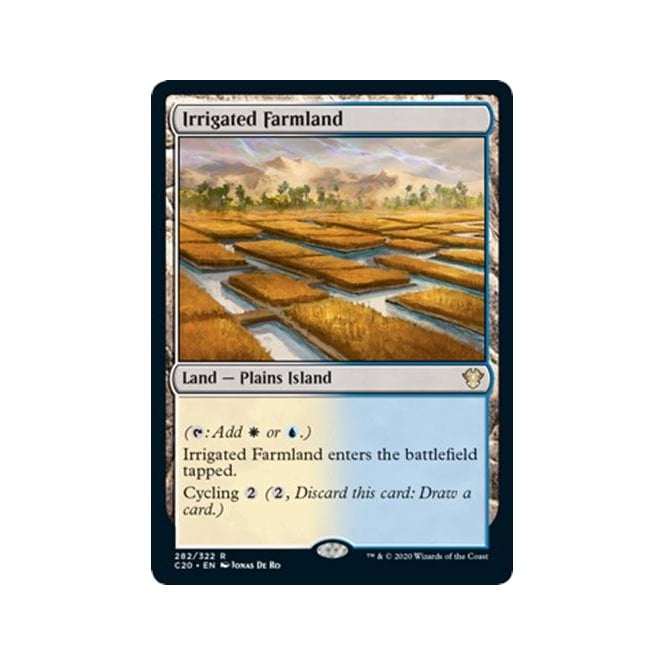 Irrigated Farmland
Land — Plains Island
(:Add or .)
Irrigated Farmland enters the battlefield
tapped.
Cycling 2 (2, Discard this card: Draw a
card.)
282/322 R
™ & © 2020 Wizards of the Coast
C20 • EN Jonas De Ro